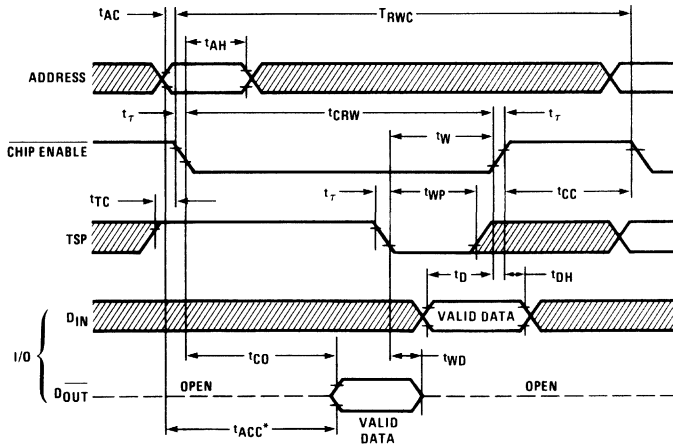 tAC
TRWC
tAH
ADDRESS
tτ
tCRW
tτ
tW
CHIP ENABLE
tCC
tTC
tτ
tWP
TSP
tD
tDH
DIN
VALID DATA
I/O
tCO
tWD
OPEN
OPEN
DOUT
tACC*
VALID
DATA